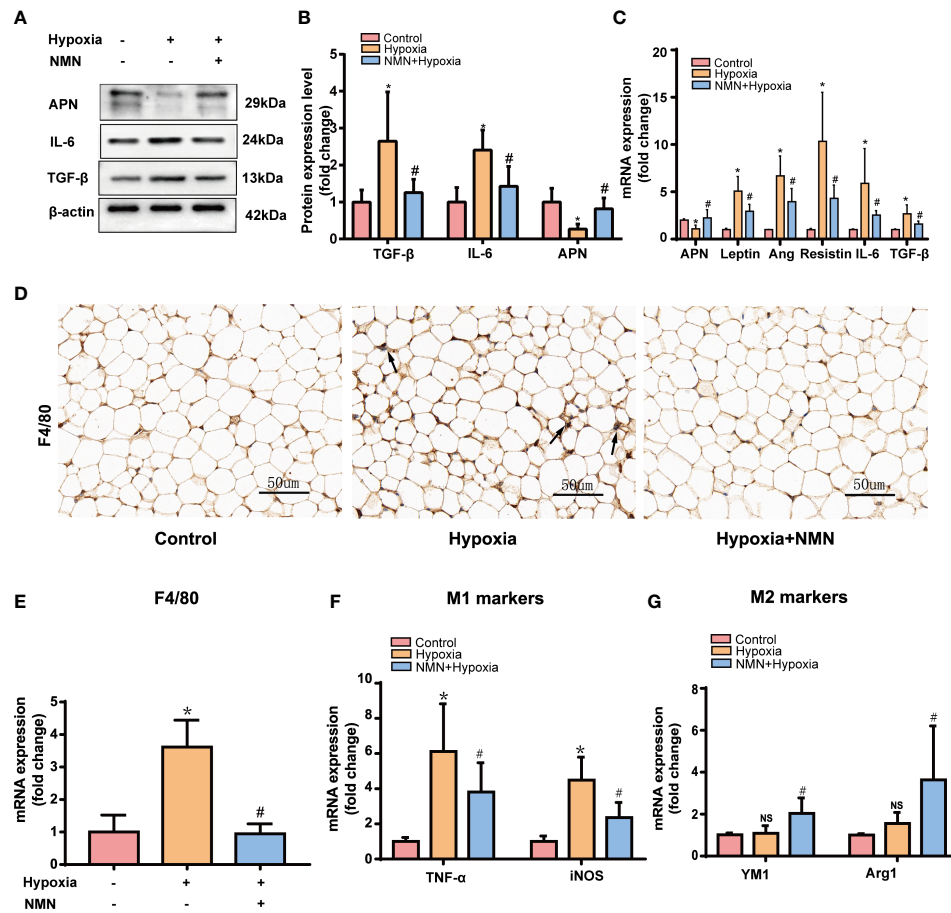 A
Hypoxia - + +
NMN - - +
APN 29kDa
IL-6 24kDa
TGF-β 13kDa
β-actin 42kDa
B
Control
Hypoxia
NMN+Hypoxia
Protein expression level
(fold change)
5
4
3
2
1
0
* # * # * #
TGF-β IL-6 APN
C
Control
Hypoxia
NMN+Hypoxia
mRNA expression
(fold change)
20
15
10
5
0
* # * # * # * # * # * #
APN Leptin Ang Resistin IL-6 TGF-β
D
F4/80
50um 50um 50um
Control Hypoxia Hypoxia+NMN
E
F4/80
mRNA expression
(fold change)
5
4
3
2
1
0
* #
Hypoxia - + +
NMN - - +
F
M1 markers
Control
Hypoxia
NMN+Hypoxia
mRNA expression
(fold change)
10
8
6
4
2
0
* # * #
TNF-α iNOS
G
M2 markers
Control
Hypoxia
NMN+Hypoxia
mRNA expression
(fold change)
8
6
4
2
0
NS # NS #
YM1 Arg1